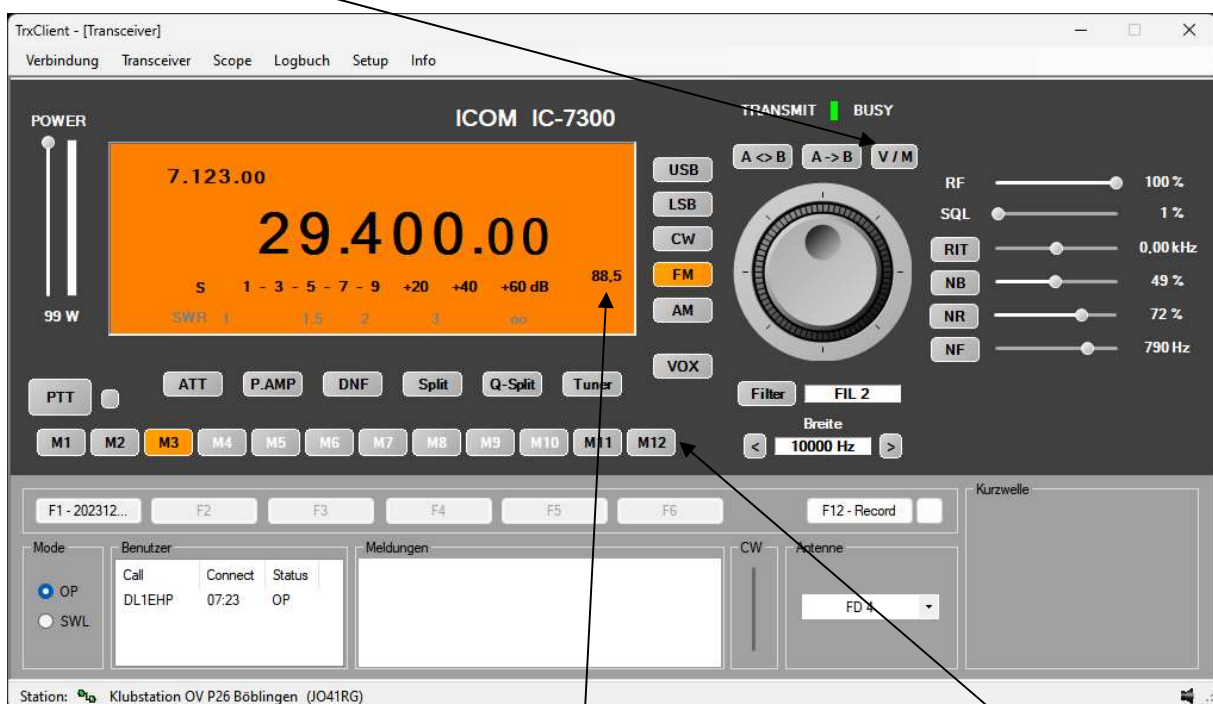 TrxClient - [Transceiver]
Verbindung Transceiver Scope Logbuch Setup Info
POWER
ICOM IC-7300
TRANSMIT BUSY
A <> B A -> B V / M
7.123.00
29.400.00
88,5
S 1 - 3 - 5 - 7 - 9 +20 +40 +60 dB
SWR 1 1.5 2 3 oo
99 W
USB
LSB
CW
FM
AM
VOX
RF 100 %
SQL 1 %
RIT 0,00 kHz
NB 49 %
NR 72 %
NF 790 Hz
PTT
ATT P.AMP DNF Split Q-Split Tuner
Filter FIL 2
Breite
< 10000 Hz >
M1 M2 M3 M4 M5 M6 M7 M8 M9 M10 M11 M12
F1 - 202312... F2 F3 F4 F5 F6 F12 - Record
Kurzwelle
Mode
OP
SWL
Benutzer
Call Connect Status
DL1EHP 07:23 OP
Meldungen
CW
Antenne
FD 4
Station: Klubstation OV P26 Böblingen (JO41RG)